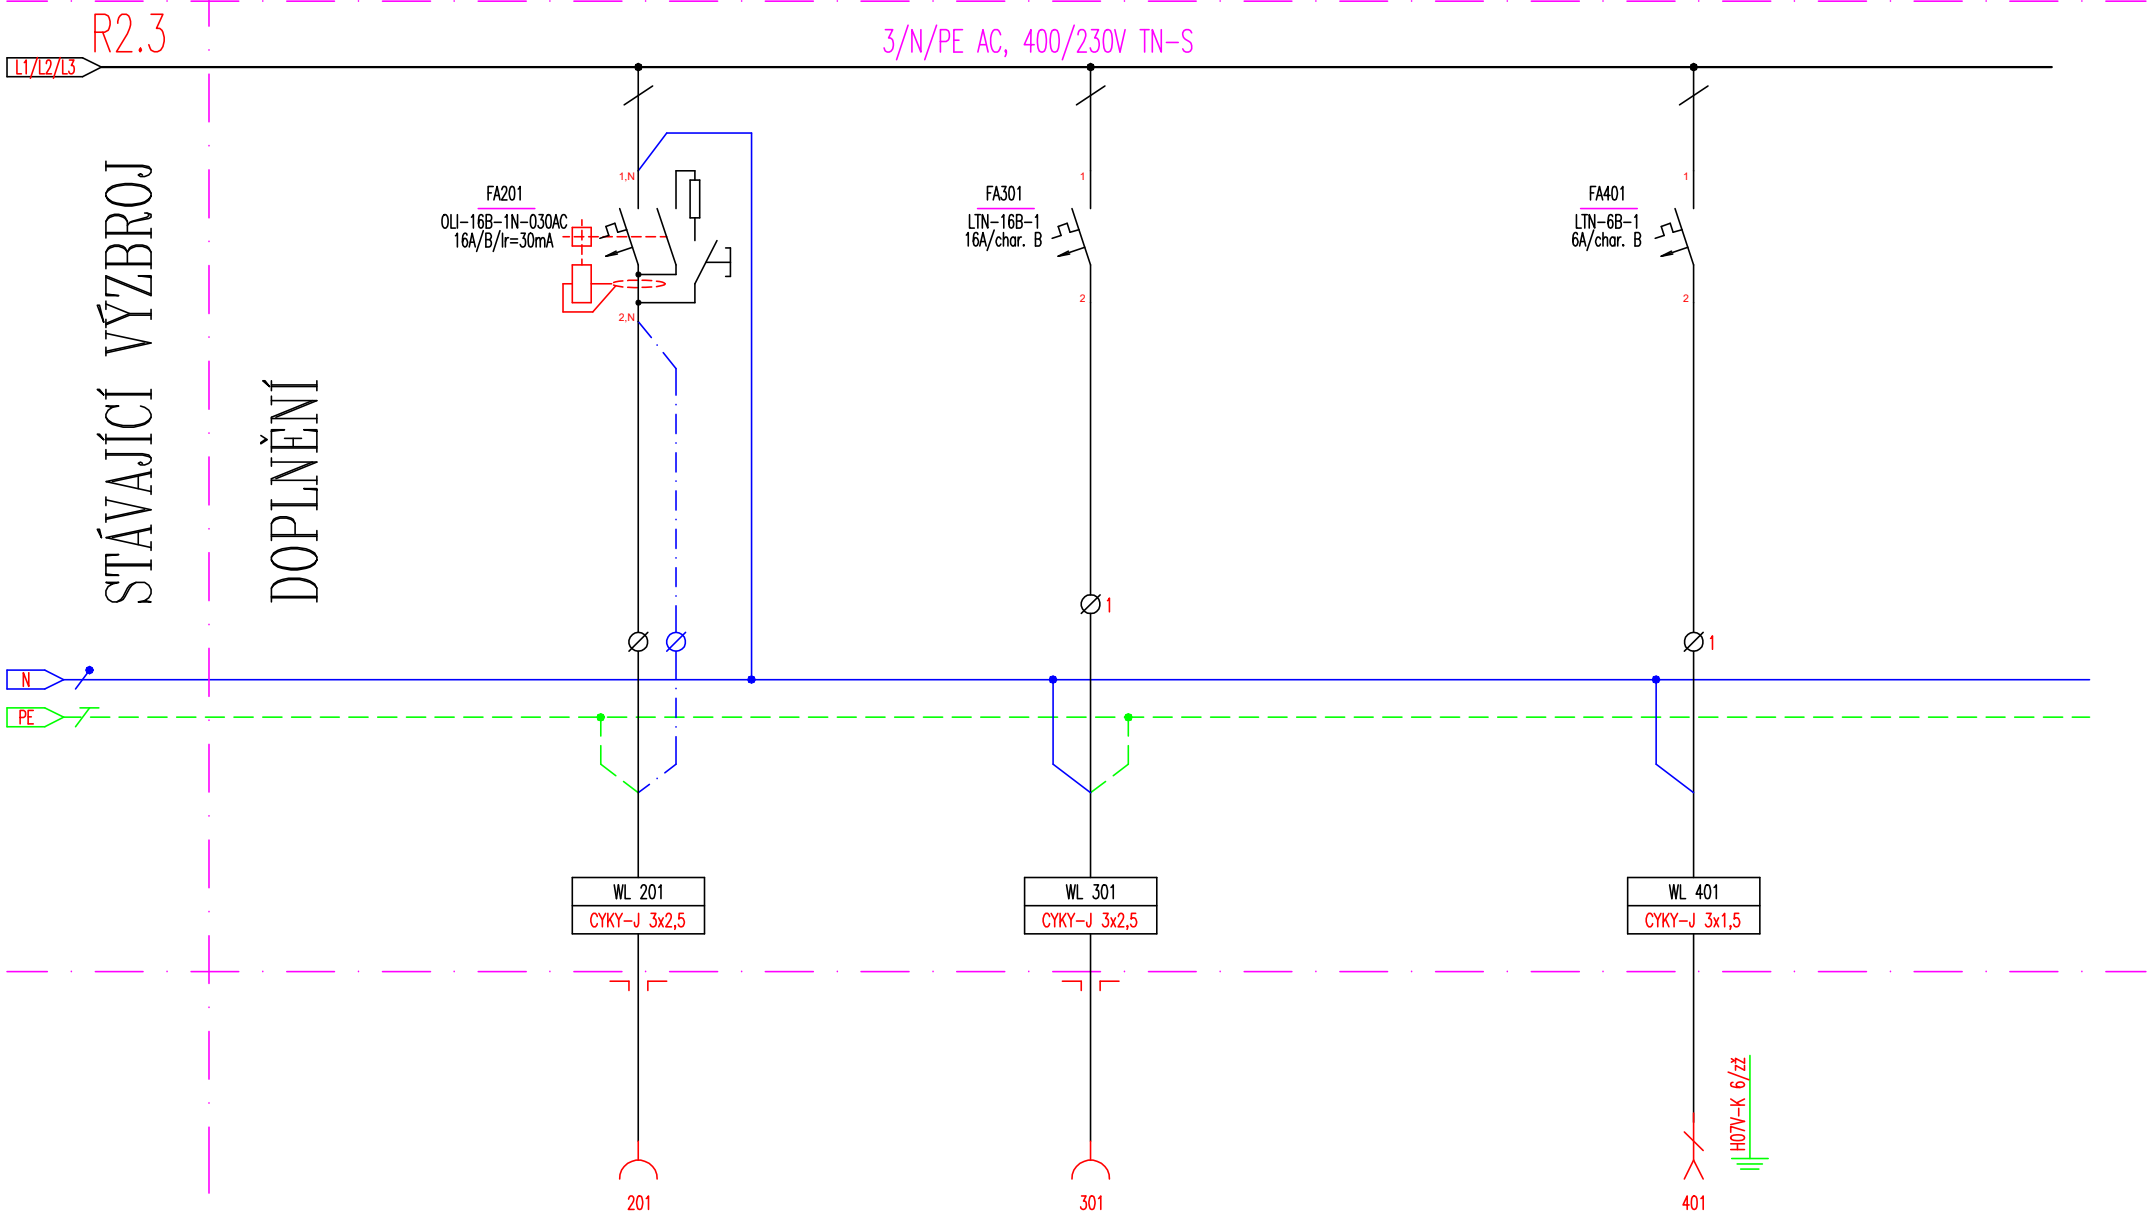 R2.3
3/N/PE AC, 400/230V TN-S
L1/L2/L3
STÁVAJÍCÍ VÝZBROJ
DOPLNĚNÍ
1,N
FA201
OLI-16B-1N-030AC
16A/B/Ir=30mA
2,N
1
FA301
LTN-16B-1
16A/char. B
2
1
FA401
LTN-6B-1
6A/char. B
2
1
1
N
PE
WL 201
CYKY-J 3x2,5
WL 301
CYKY-J 3x2,5
WL 401
CYKY-J 3x1,5
H07V-K 6/zž
201
301
401